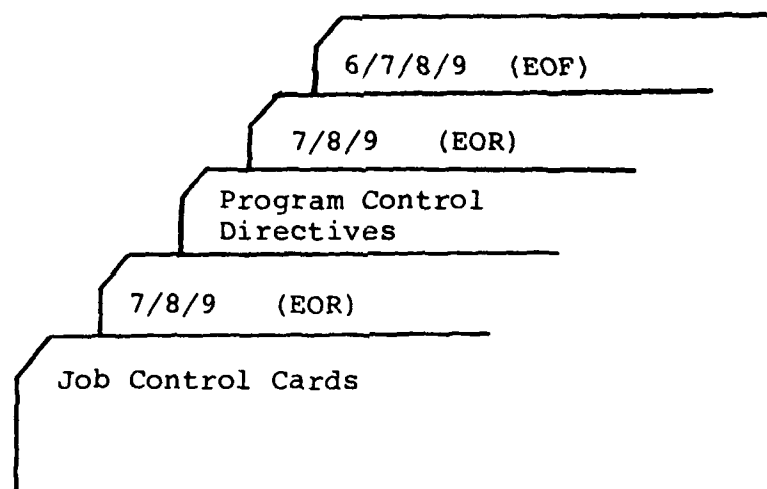 6/7/8/9 (EOF)
7/8/9 (EOR)
Program Control
Directives
7/8/9 (EOR)
Job Control Cards